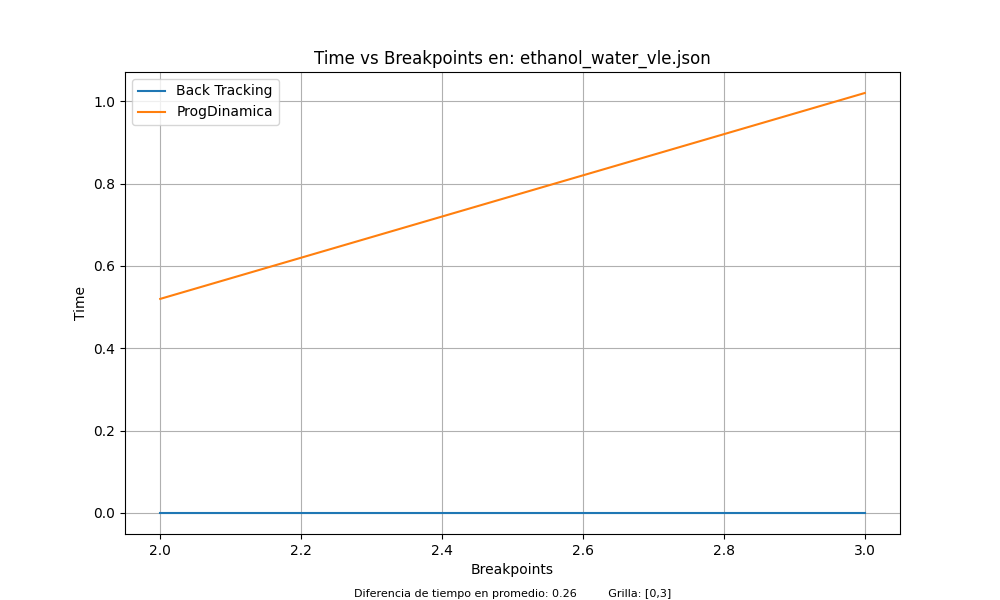 Time vs Breakpoints en: ethanol_water_vle.json
Back Tracking
ProgDinamica
1.0
0.8
0.6
0.4
0.2
0.0
Time
2.0 2.2 2.4 2.6 2.8 3.0
Breakpoints
Diferencia de tiempo en promedio: 0.26 Grilla: [0,3]